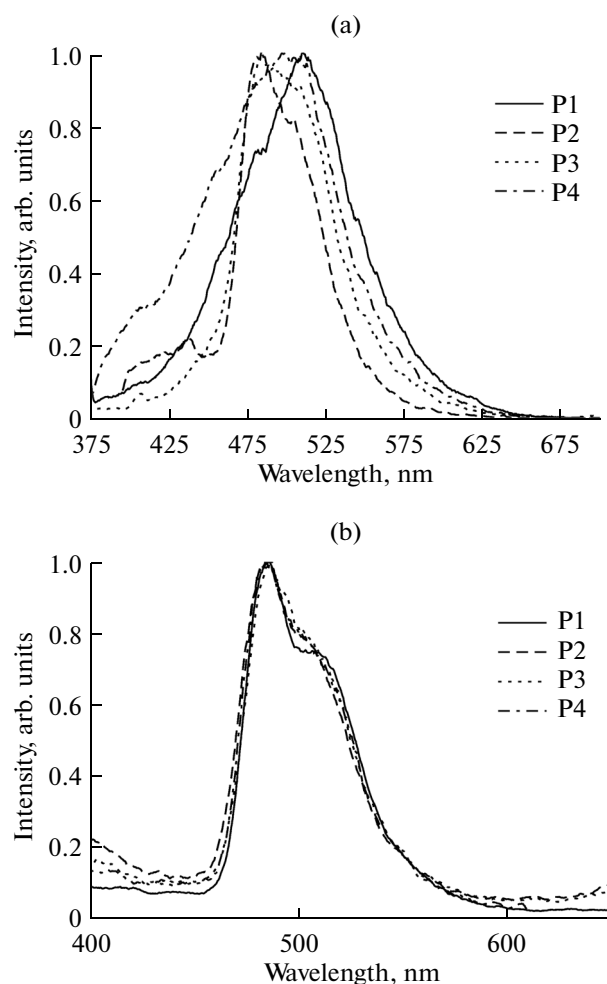 (a)
Intensity, arb. units
1.0
0.8
0.6
0.4
0.2
0
375 425 475 525 575 625 675
Wavelength, nm
P1
P2
P3
P4
(b)
Intensity, arb. units
1.0
0.8
0.6
0.4
0.2
0
400 500 600
Wavelength, nm
P1
P2
P3
P4